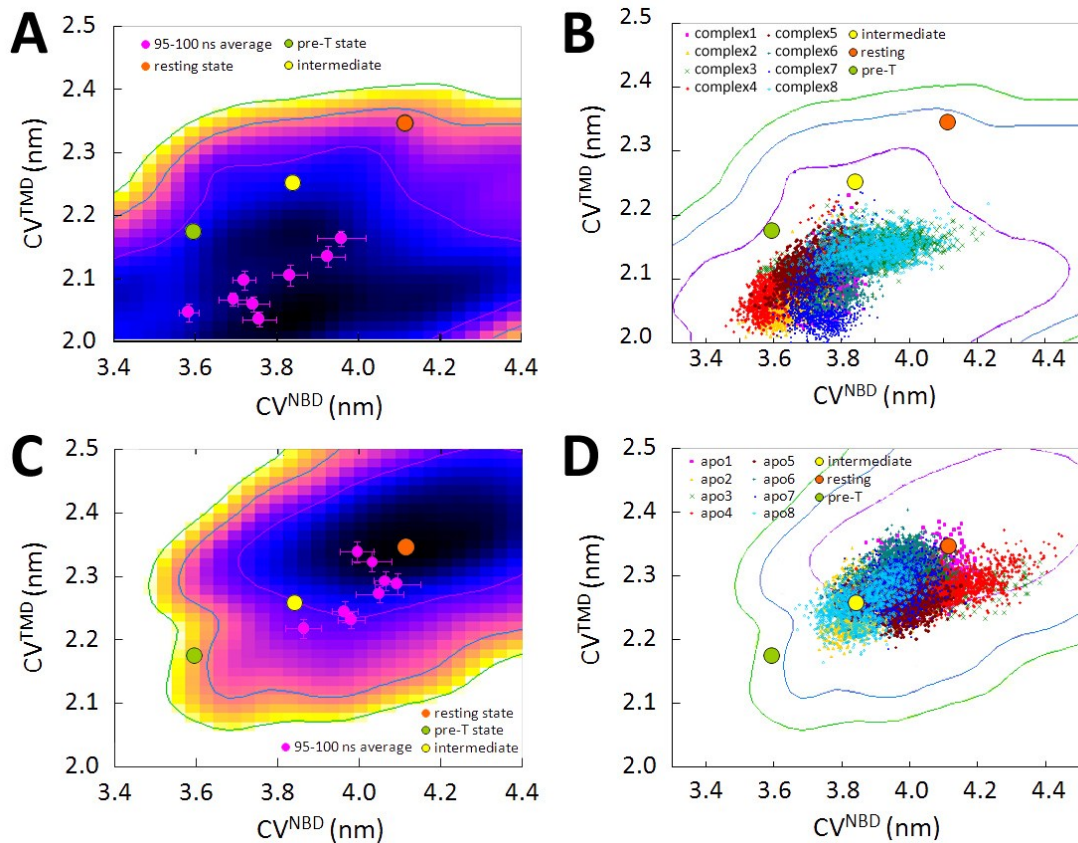 A
2.5
2.4
2.3
2.2
2.1
2.0
CV^TMD (nm)
95-100 ns average
pre-T state
resting state
intermediate
3.4 3.6 3.8 4.0 4.2 4.4
CV^NBD (nm)
B
2.5
2.4
2.3
2.2
2.1
2.0
CV^TMD (nm)
complex1 complex5 intermediate
complex2 complex6 resting
complex3 complex7 pre-T
complex4 complex8
3.4 3.6 3.8 4.0 4.2 4.4
CV^NBD (nm)
C
2.5
2.4
2.3
2.2
2.1
2.0
CV^TMD (nm)
resting state
pre-T state
95-100 ns average intermediate
3.4 3.6 3.8 4.0 4.2 4.4
CV^NBD (nm)
D
2.5
2.4
2.3
2.2
2.1
2.0
CV^TMD (nm)
apo1 apo5 intermediate
apo2 apo6 resting
apo3 apo7 pre-T
apo4 apo8
3.4 3.6 3.8 4.0 4.2 4.4
CV^NBD (nm)